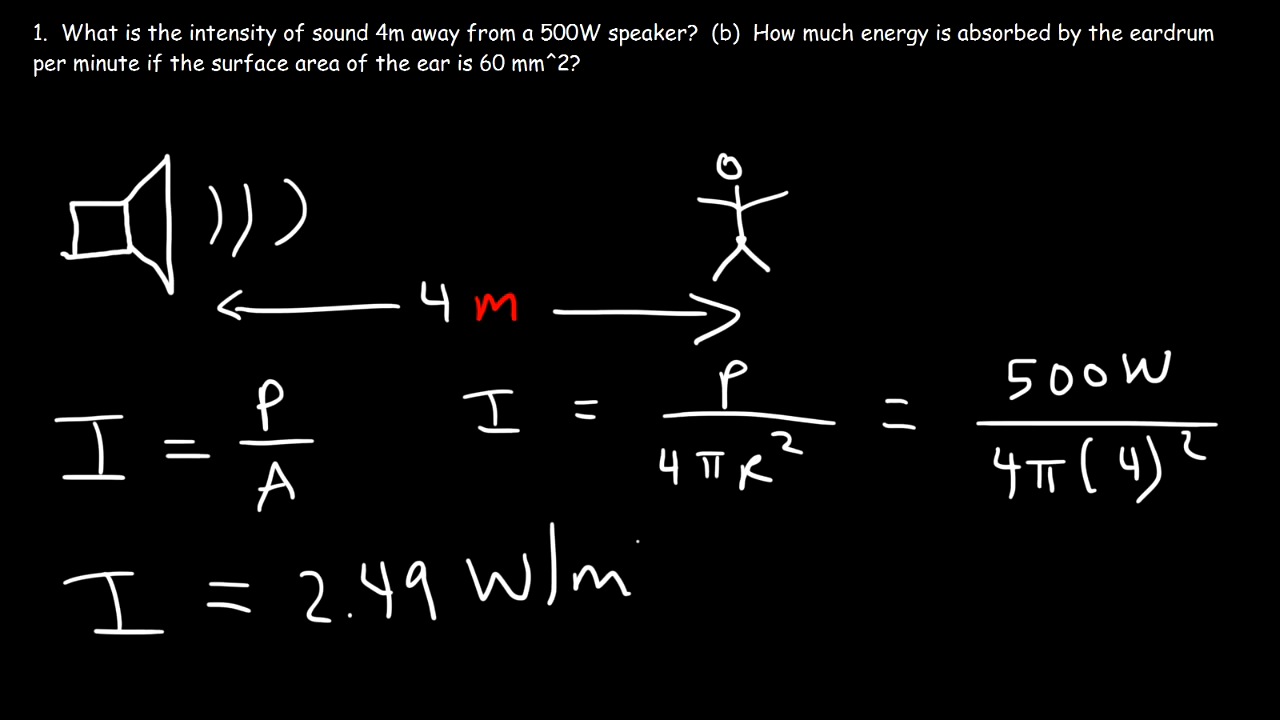 1. What is the intensity of sound 4m away from a 500W speaker? (b) How much energy is absorbed by the eardrum
per minute if the surface area of the ear is 60 mm^2?
4 m
I = P/A
I = P/4πR² = 500W/4π(4)²
I = 2.49 W/m